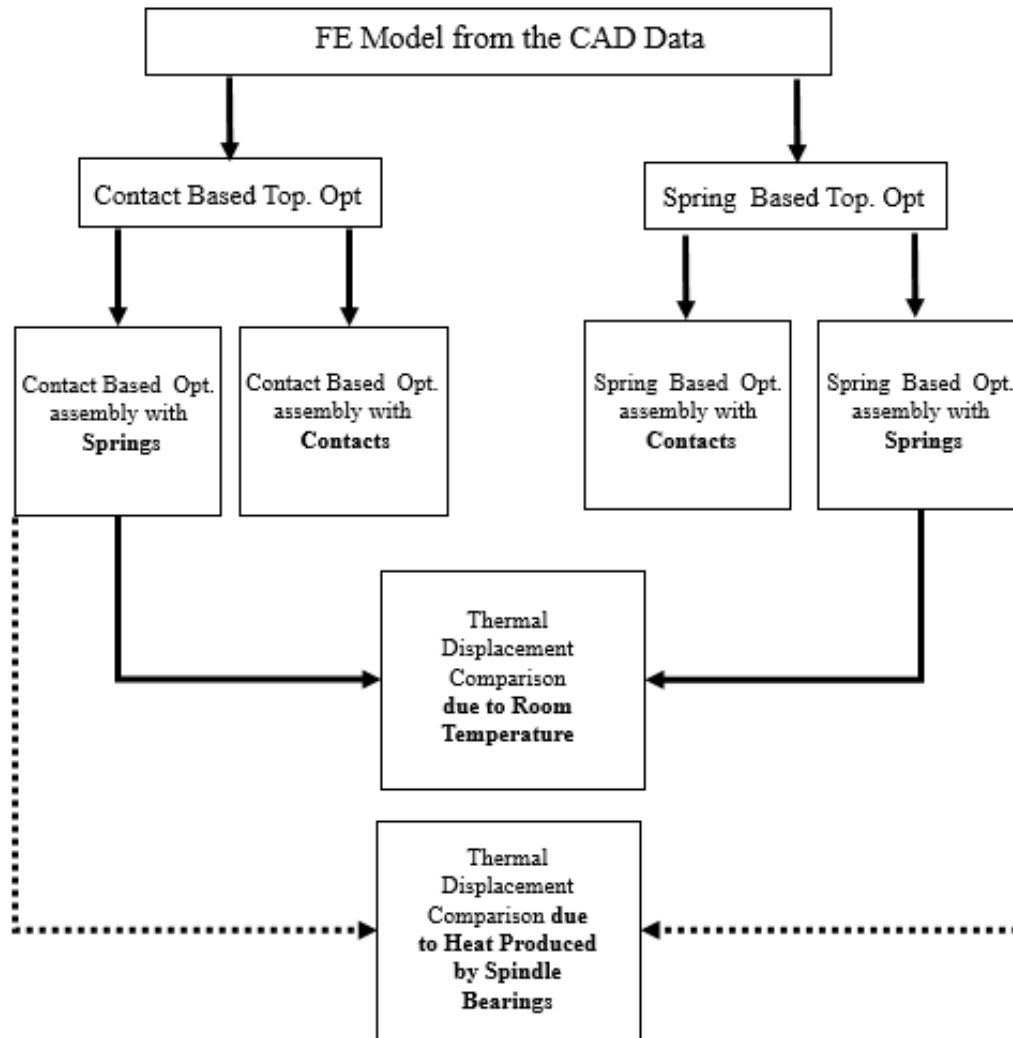 FE Model from the CAD Data
Contact Based Top. Opt
Spring Based Top. Opt
Contact Based Opt.
assembly with
Springs
Contact Based Opt.
assembly with
Contacts
Spring Based Opt.
assembly with
Contacts
Spring Based Opt.
assembly with
Springs
Thermal
Displacement
Comparison
due to Room
Temperature
Thermal
Displacement
Comparison due
to Heat Produced
by Spindle
Bearings